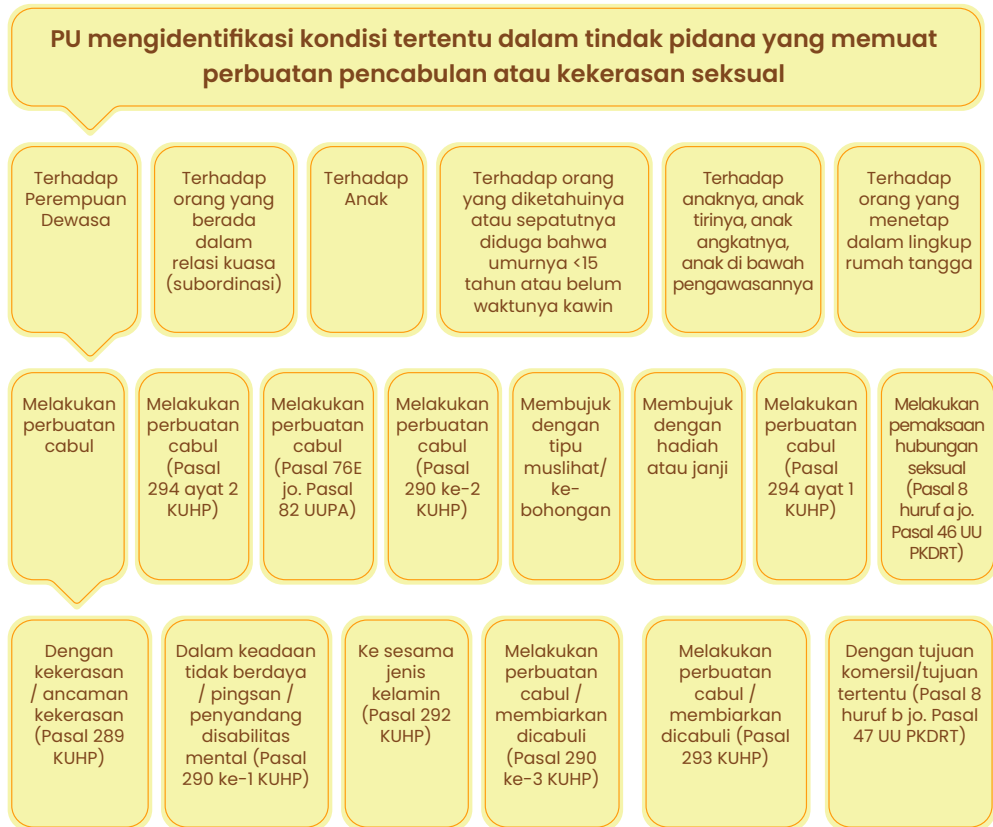 PU mengidentifikasi kondisi tertentu dalam tindak pidana yang memuat
perbuatan pencabulan atau kekerasan seksual
Terhadap
Perempuan
Dewasa
Terhadap
orang yang
berada
dalam
relasi kuasa
(subordinasi)
Terhadap
Anak
Terhadap orang
yang diketahuinya
atau sepatutnya
diduga bahwa
umurnya <15
tahun atau belum
waktunya kawin
Terhadap
anaknya, anak
tirinya, anak
angkatnya,
anak di bawah
pengawasannya
Terhadap
orang yang
menetap
dalam lingkup
rumah tangga
Melakukan
perbuatan
cabul
Melakukan
perbuatan
cabul
(Pasal
294 ayat 2
KUHP)
Melakukan
perbuatan
cabul
(Pasal 76E
jo. Pasal
82 UUPA)
Melakukan
perbuatan
cabul
(Pasal
290 ke-2
KUHP)
Membujuk
dengan
tipu
muslihat/
ke-
bohongan
Membujuk
dengan
hadiah
atau janji
Melakukan
perbuatan
cabul
(Pasal
294 ayat 1
KUHP)
Melakukan
pemaksaan
hubungan
seksual
(Pasal 8
huruf a jo.
Pasal 46 UU
PKDRT)
Dengan
kekerasan
/ ancaman
kekerasan
(Pasal 289
KUHP)
Dalam keadaan
tidak berdaya
/ pingsan /
penyandang
disabilitas
mental (Pasal
290 ke-1 KUHP)
Ke sesama
jenis
kelamin
(Pasal 292
KUHP)
Melakukan
perbuatan
cabul /
membiarkan
dicabuli
(Pasal 290
ke-3 KUHP)
Melakukan
perbuatan
cabul /
membiarkan
dicabuli (Pasal
293 KUHP)
Dengan tujuan
komersil/tujuan
tertentu (Pasal 8
huruf b jo. Pasal
47 UU PKDRT)